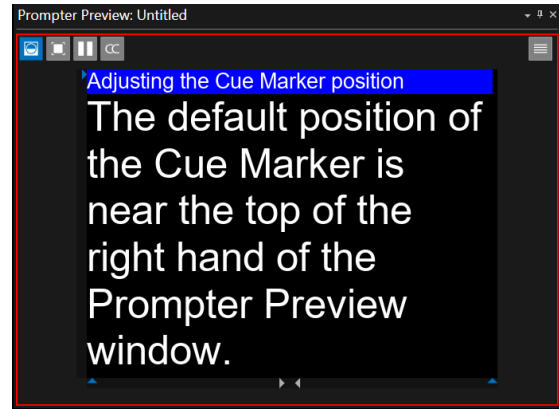 Prompter Preview: Untitled
CC
Adjusting the Cue Marker position
The default position of
the Cue Marker is
near the top of the
right hand of the
Prompter Preview
window.